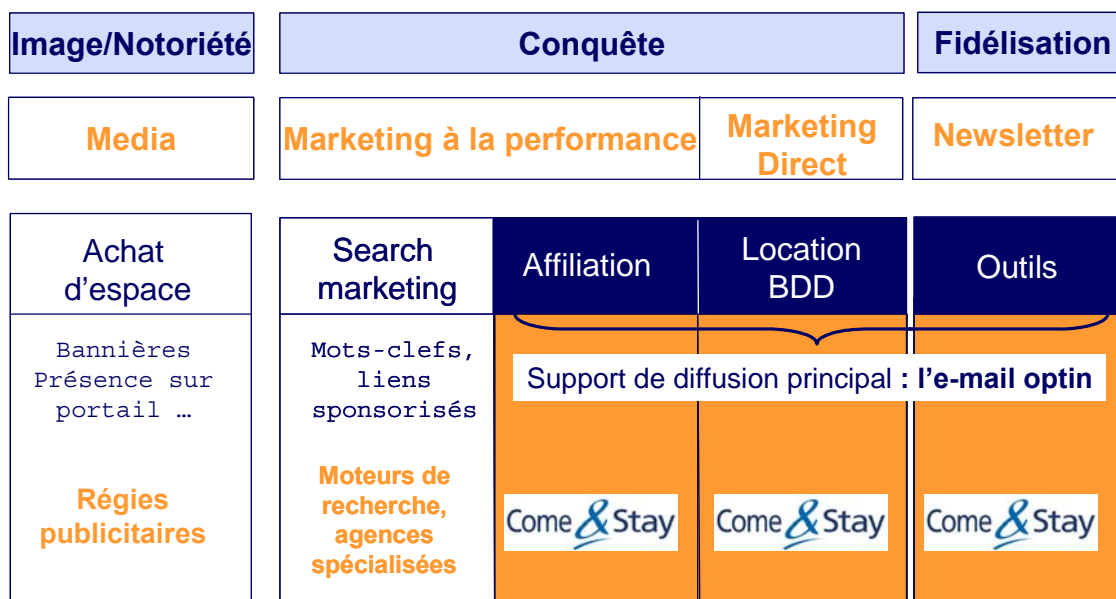 Image/Notoriété
Conquête
Fidélisation
Media
Marketing à la performance
Marketing
Direct
Newsletter
Achat
d'espace
Search
marketing
Affiliation
Location
BDD
Outils
Bannières
Présence sur
portail …
Mots-clefs,
liens
sponsorisés
Support de diffusion principal : l’e-mail optin
Régies
publicitaires
Moteurs de
recherche,
agences
spécialisées
Come & Stay
Come & Stay
Come & Stay